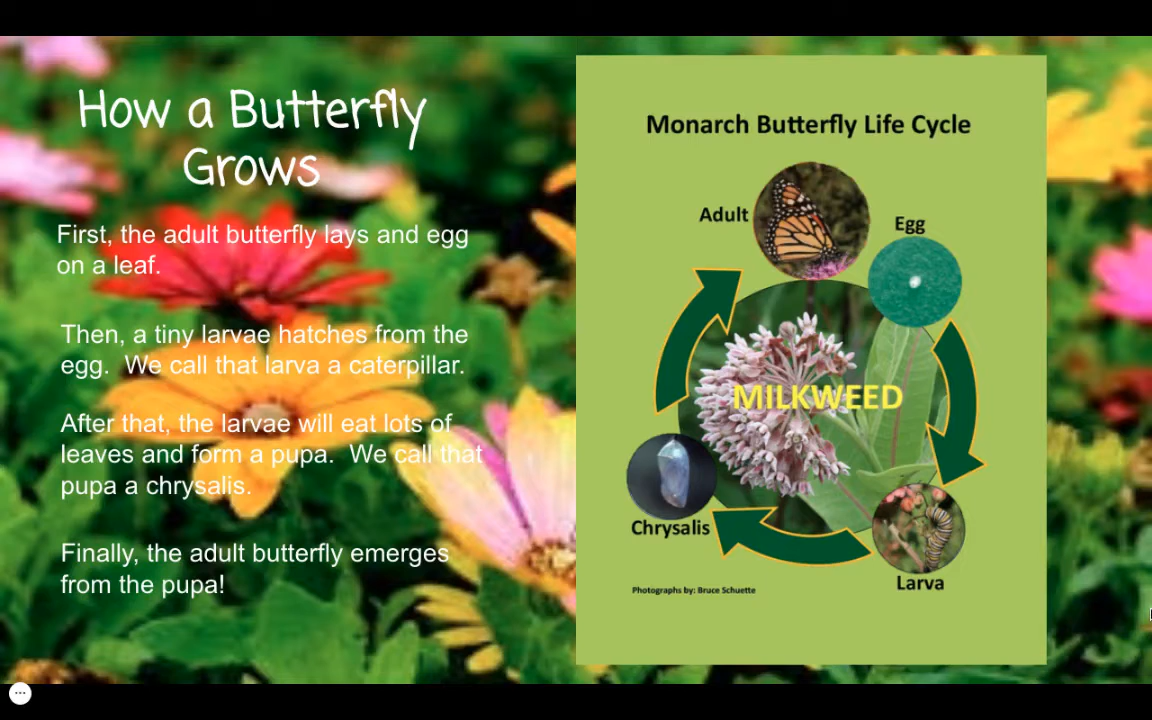 How a Butterfly
Grows
First, the adult butterfly lays and egg
on a leaf.
Then, a tiny larvae hatches from the
egg.  We call that larva a caterpillar.
After that, the larvae will eat lots of
leaves and form a pupa.  We call that
pupa a chrysalis.
Finally, the adult butterfly emerges
from the pupa!
Monarch Butterfly Life Cycle
Adult
Egg
MILKWEED
Chrysalis
Larva
Photographs by: Bruce Schuette